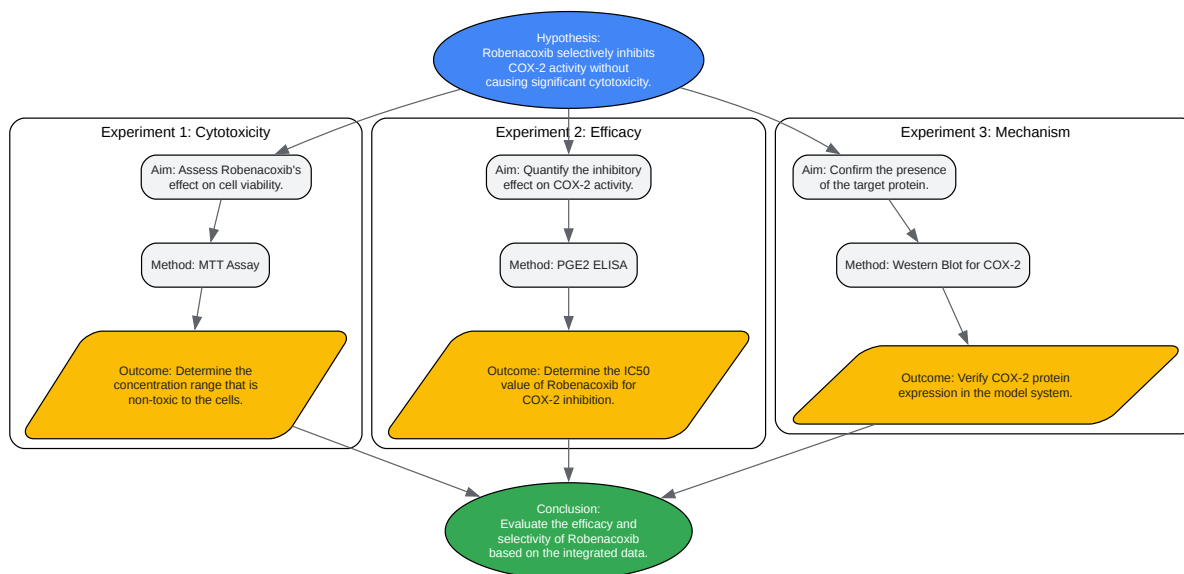 Hypothesis:
Robenacoxib selectively inhibits
COX-2 activity without
causing significant cytotoxicity.
Experiment 1: Cytotoxicity
Aim: Assess Robenacoxib's
effect on cell viability.
Method: MTT Assay
Outcome: Determine the
concentration range that is
non-toxic to the cells.
Experiment 2: Efficacy
Aim: Quantify the inhibitory
effect on COX-2 activity.
Method: PGE2 ELISA
Outcome: Determine the IC50
value of Robenacoxib for
COX-2 inhibition.
Experiment 3: Mechanism
Aim: Confirm the presence
of the target protein.
Method: Western Blot for COX-2
Outcome: Verify COX-2 protein
expression in the model system.
Conclusion:
Evaluate the efficacy and
selectivity of Robenacoxib
based on the integrated data.